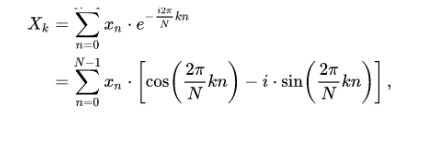 X_k = \sum_{n=0} x_n \cdot e^{-\frac{i2\pi}{N}kn}
= \sum_{n=0}^{N-1} x_n \cdot \left[\cos\left(\frac{2\pi}{N}kn\right) - i \cdot \sin\left(\frac{2\pi}{N}kn\right)\right],